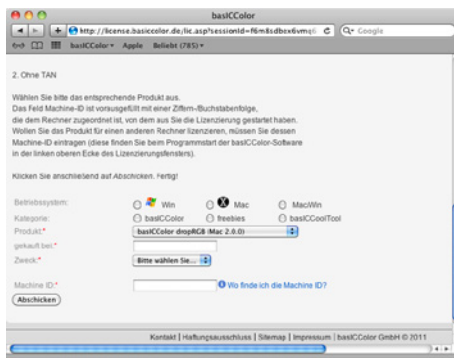 basICColor
http://license.basiccolor.de/lic.asp?sessionId=f6m8sdbex6vmq6
Google
basICColor Apple Beliebt (785)
2. Ohne TAN
Wählen Sie bitte das entsprechende Produkt aus.
Das Feld Machine-ID ist vorausgefüllt mit einer Ziffern-/Buchstabenfolge,
die dem Rechner zugeordnet ist, von dem aus Sie die Lizenzierung gestartet haben.
Wollen Sie das Produkt für einen anderen Rechner lizenzieren, müssen Sie dessen
Machine-ID eintragen (diese finden Sie beim Programmstart der basICColor-Software
in der linken oberen Ecke des Lizenzierungsfensters).
Klicken Sie anschließend auf Abschicken. Fertig!
Betriebssystem: Win Mac Mac/Win
Kategorie: basICColor freebies basICCoolTool
Produkt:* basICColor dropRGB (Mac 2.0.0)
gekauft bei:*
Zweck:* Bitte wählen Sie...
Machine ID:* Wo finde ich die Machine ID?
Abschicken
Kontakt | Haftungsausschluss | Sitemap | Impressum | basICColor GmbH © 2011